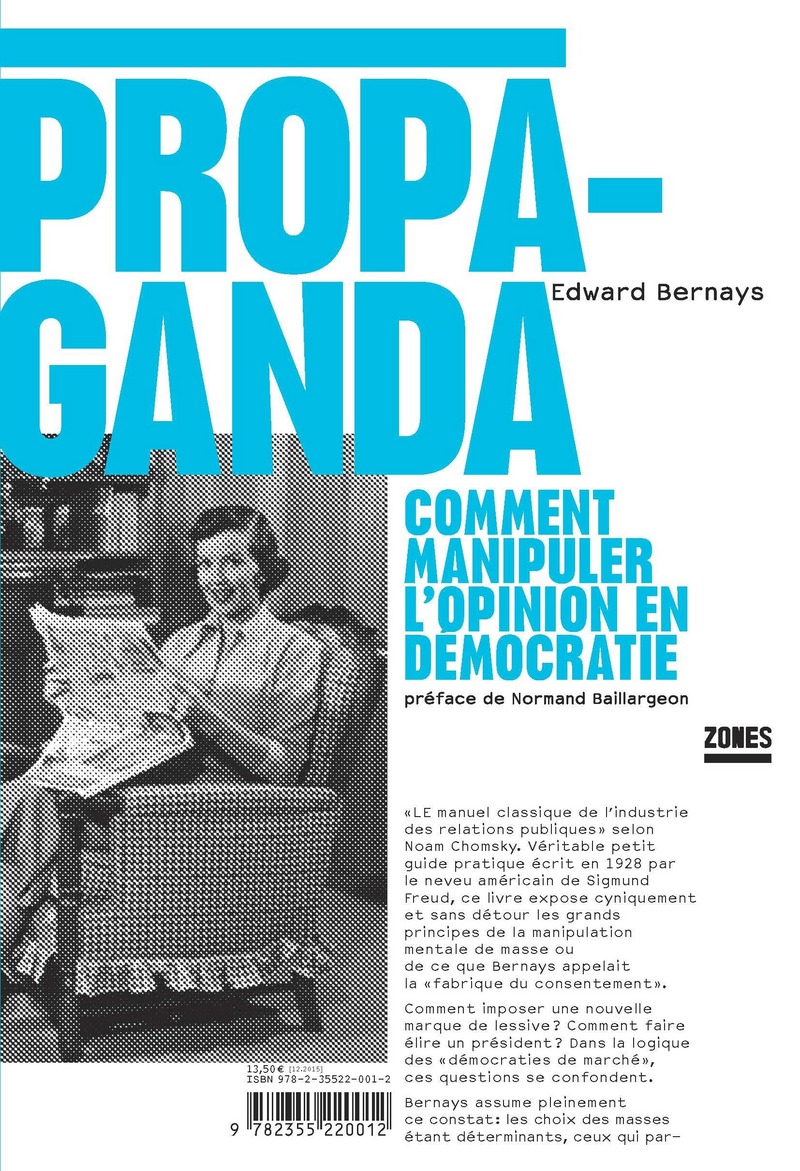 PROPA-
GANDA
Edward Bernays
COMMENT
MANIPULER
L'OPINION EN
DÉMOCRATIE
préface de Normand Baillargeon
ZONES
«LE manuel classique de l'industrie
des relations publiques» selon
Noam Chomsky. Véritable petit
guide pratique écrit en 1928 par
le neveu américain de Sigmund
Freud, ce livre expose cyniquement
et sans détour les grands
principes de la manipulation
mentale de masse ou
de ce que Bernays appelait
la «fabrique du consentement».
Comment imposer une nouvelle
marque de lessive? Comment faire
élire un président? Dans la logique
des «démocraties de marché»,
ces questions se confondent.
Bernays assume pleinement
ce constat: les choix des masses
étant déterminants, ceux qui par-
13,50 € [12.2015]
ISBN 978-2-35522-001-2
9 782355 220012